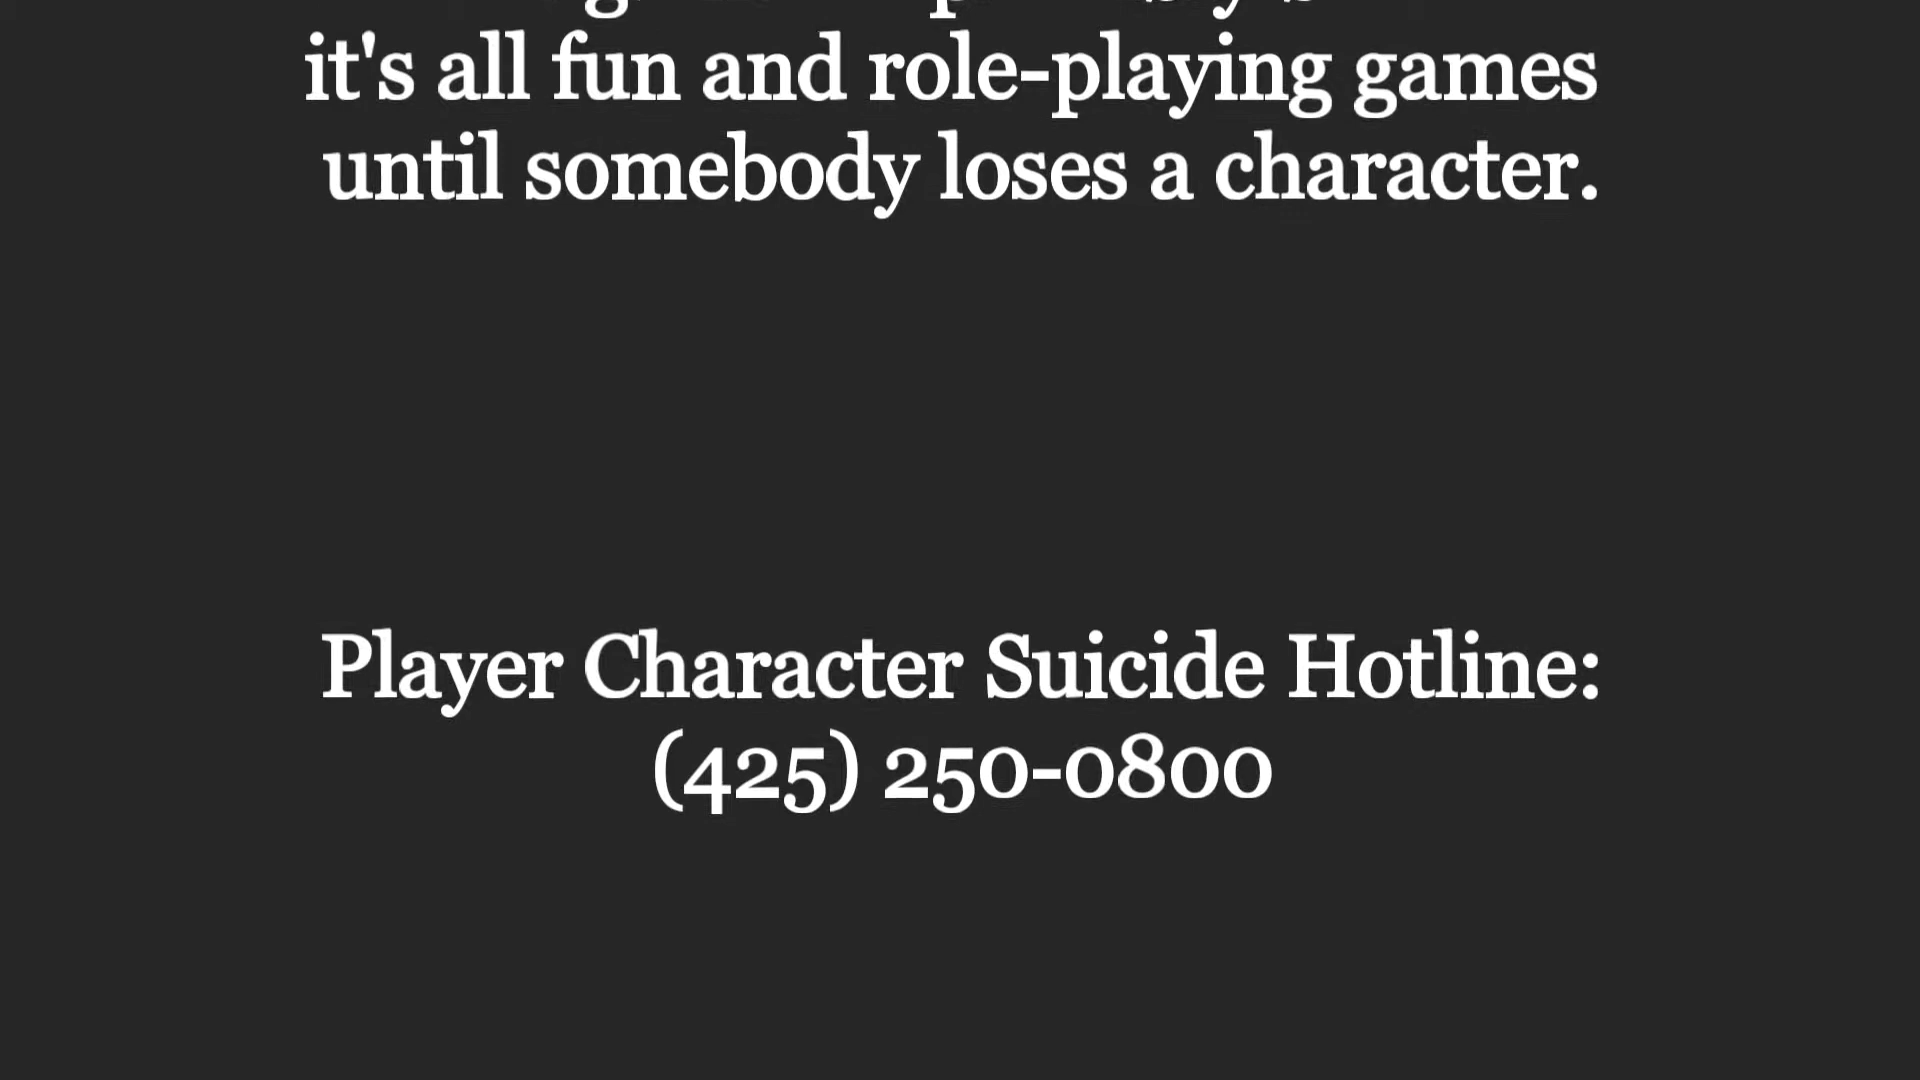 it's all fun and role-playing games
until somebody loses a character.
Player Character Suicide Hotline:
(425) 250-0800